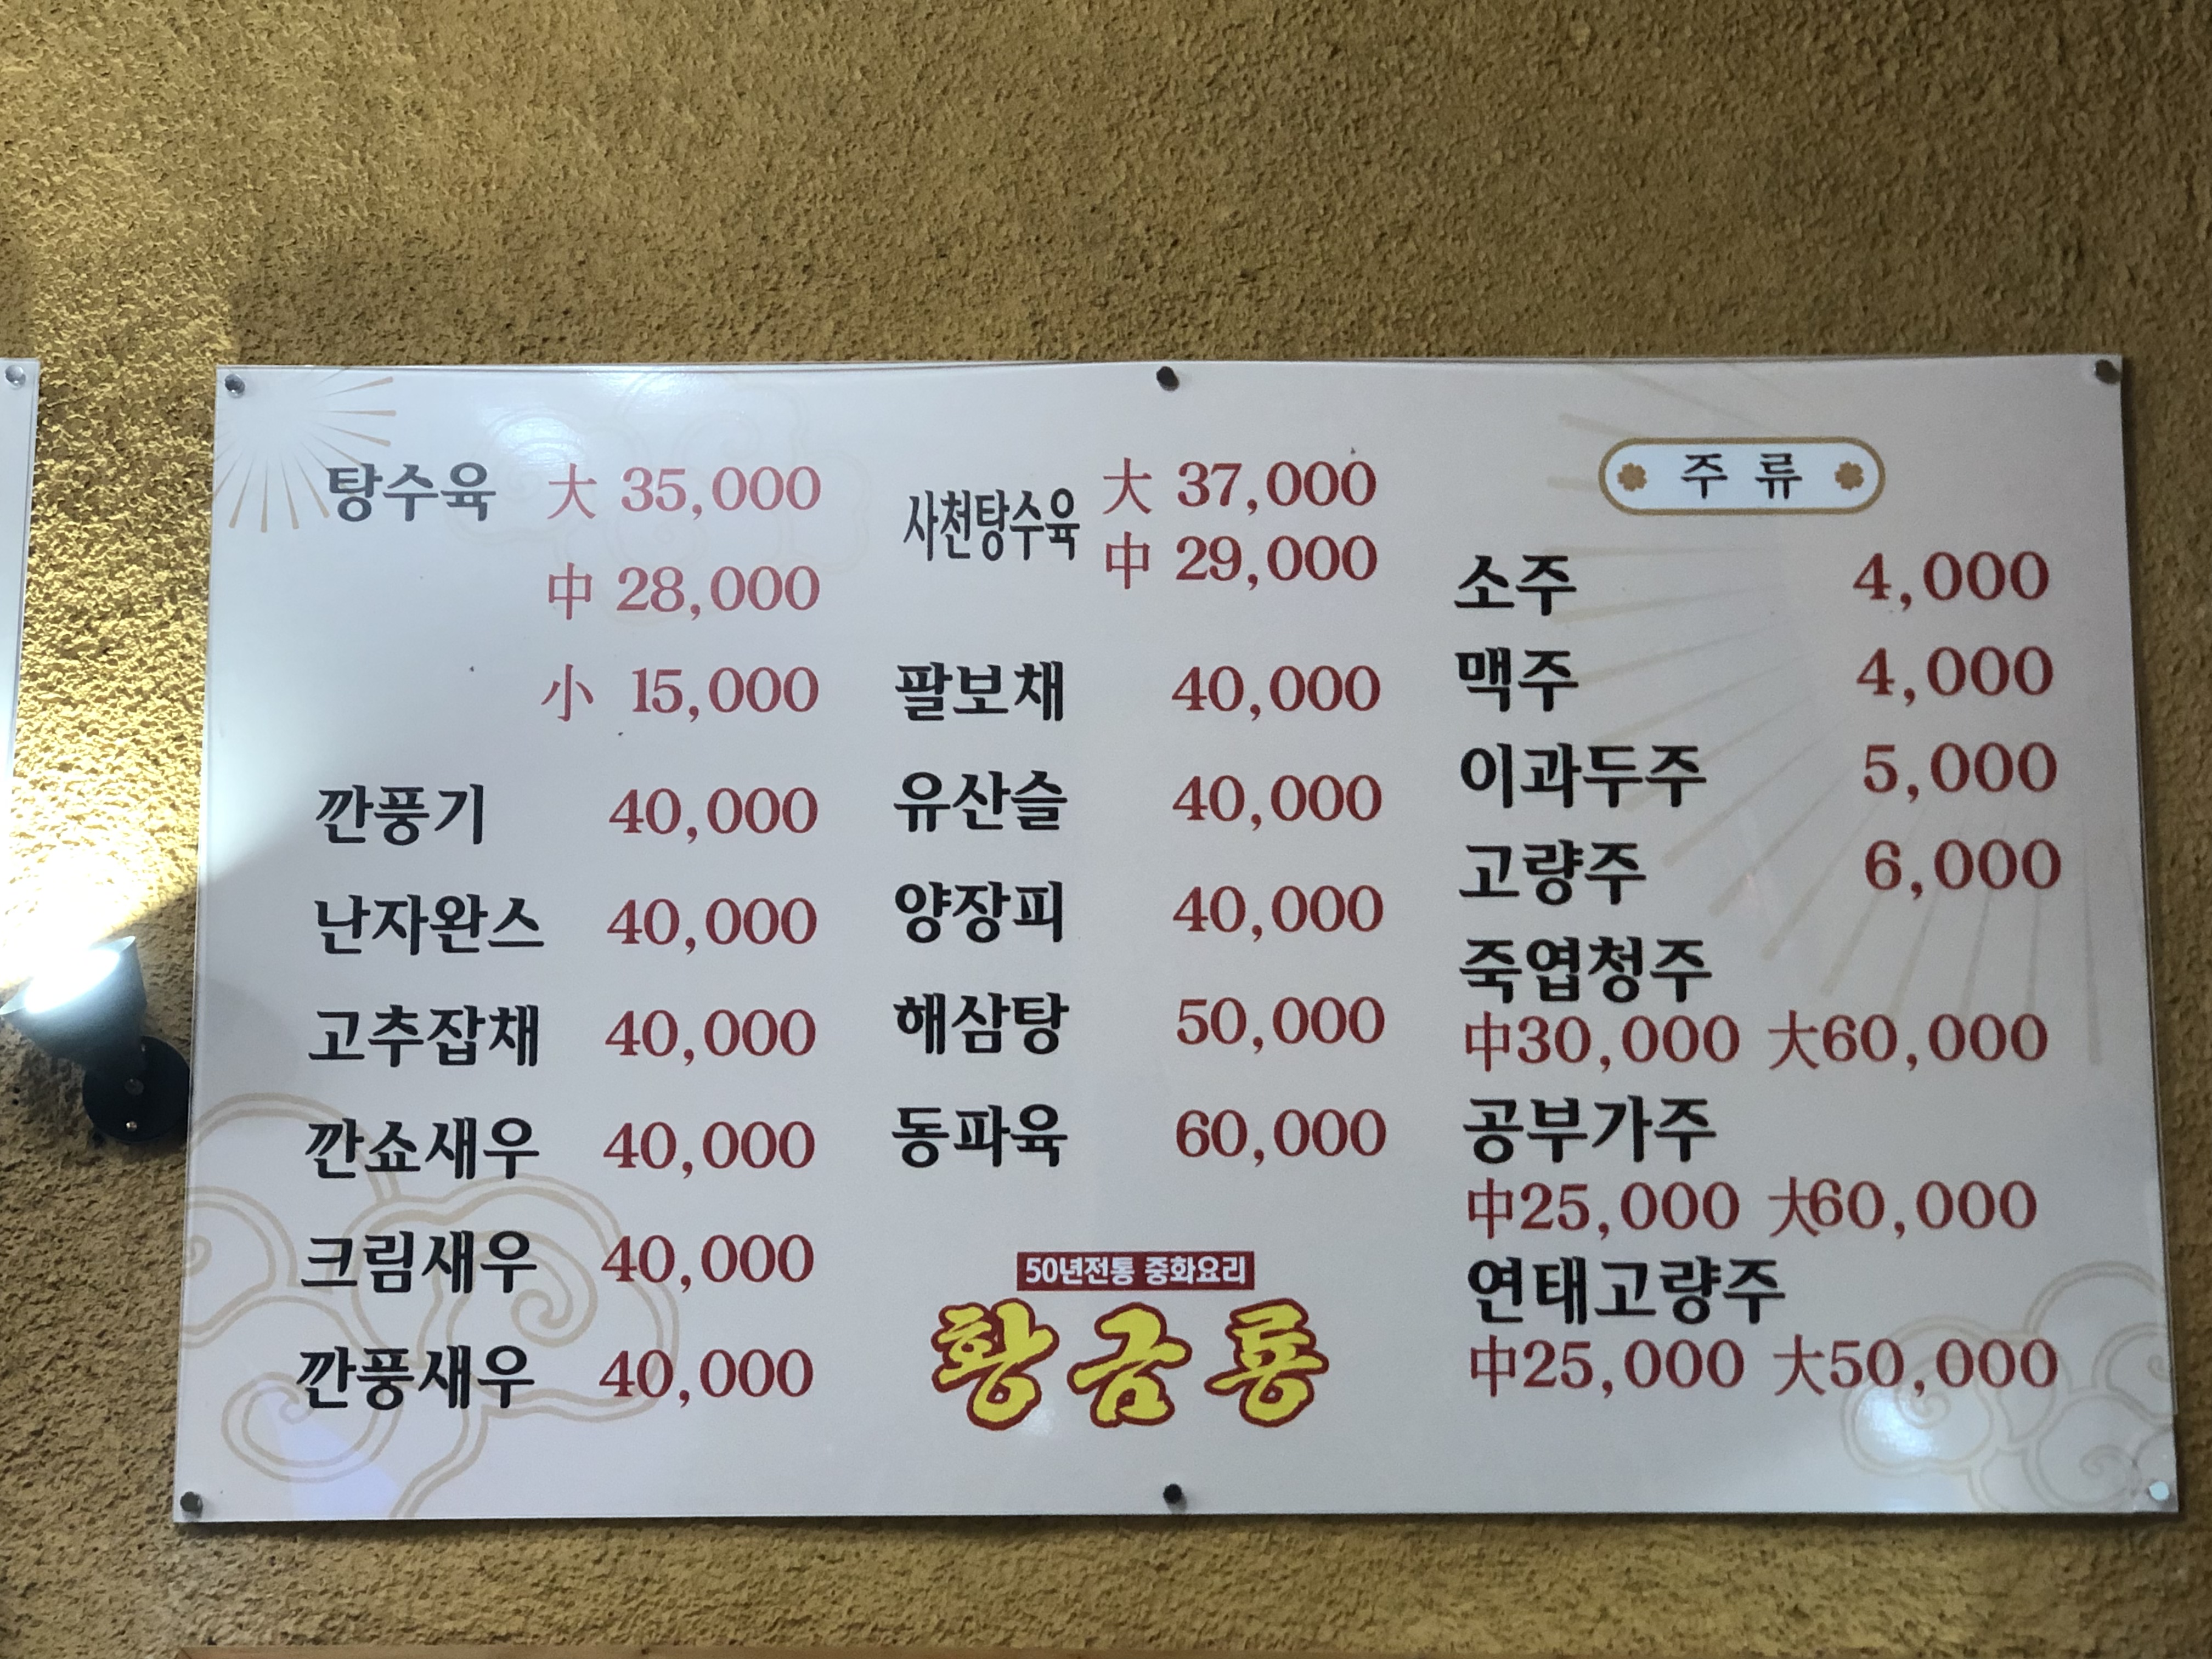 탕수육 大 35,000
中 28,000
小 15,000
깐풍기 40,000
난자완스 40,000
고추잡채 40,000
깐쇼새우 40,000
크림새우 40,000
깐풍새우 40,000
사천탕수육 大 37,000
中 29,000
팔보채 40,000
유산슬 40,000
양장피 40,000
해삼탕 50,000
동파육 60,000
50년전통 중화요리
황금룡
주류
소주 4,000
맥주 4,000
이과두주 5,000
고량주 6,000
죽엽청주
中30,000 大60,000
공부가주
中25,000 大60,000
연태고량주
中25,000 大50,000